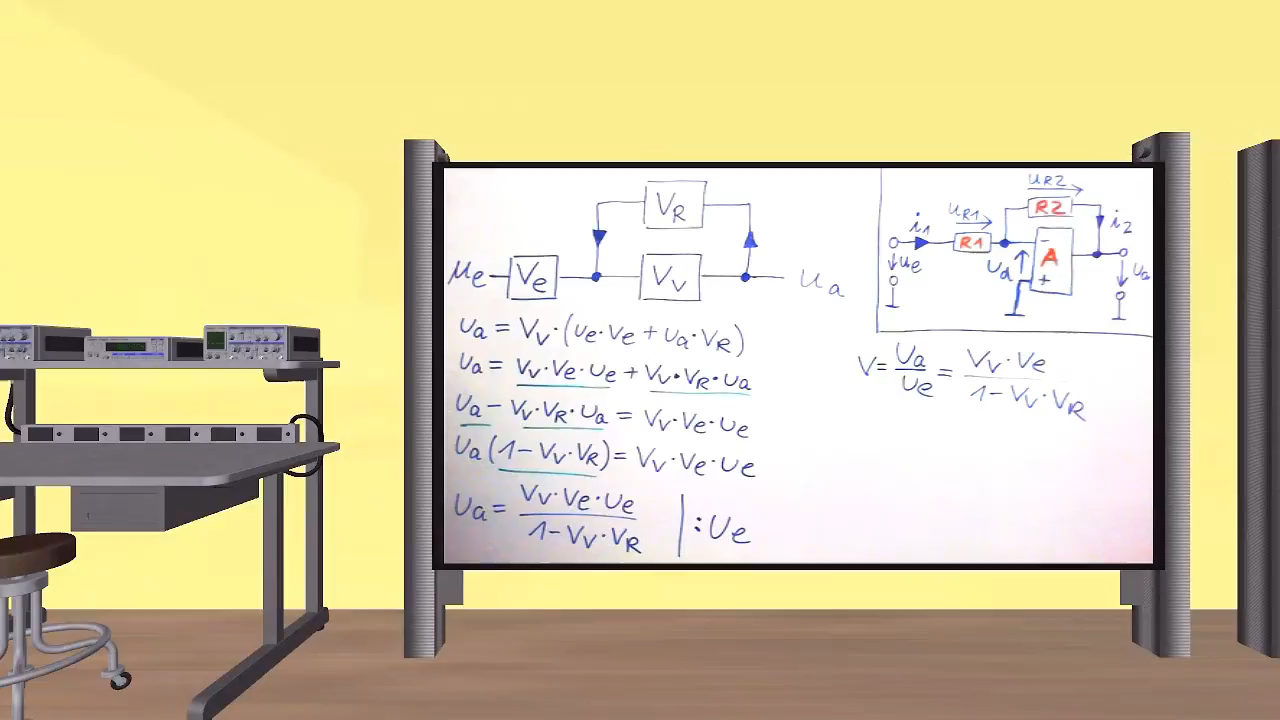 V_R
μe V_e V_v u_a
u_a = V_v·(u_e·V_e + u_a·V_R)
u_a = V_v·V_e·u_e + V_v·V_R·u_a
u_a − V_v·V_R·u_a = V_v·V_e·u_e
u_a(1−V_v·V_R) = V_v·V_e·u_e
u_a = V_v·V_e·u_e / 1−V_v·V_R | :u_e
u_R2
R2
i_1 u_R1 i_2
R1 − A
u_e u_d + u_a
V = u_a / u_e = V_v·V_e / 1−V_v·V_R